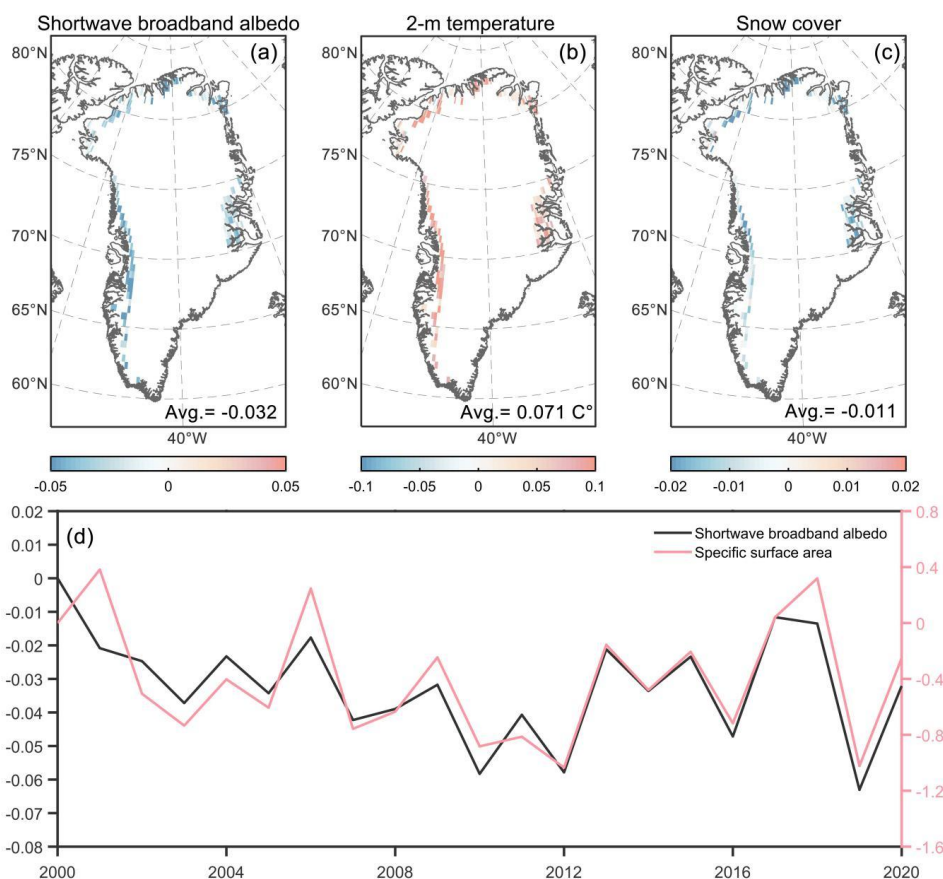 Shortwave broadband albedo
2-m temperature
Snow cover
(a)
(b)
(c)
80°N
75°N
70°N
65°N
60°N
80°N
75°N
70°N
65°N
60°N
80°N
75°N
70°N
65°N
60°N
Avg.= -0.032
Avg.= 0.071 C°
Avg.= -0.011
40°W
40°W
40°W
-0.05 0 0.05
-0.1 -0.05 0 0.05 0.1
-0.02 -0.01 0 0.01 0.02
(d)
Shortwave broadband albedo
Specific surface area
0.02
0.01
0
-0.01
-0.02
-0.03
-0.04
-0.05
-0.06
-0.07
-0.08
0.8
0.4
0
-0.4
-0.8
-1.2
-1.6
2000 2004 2008 2012 2016 2020